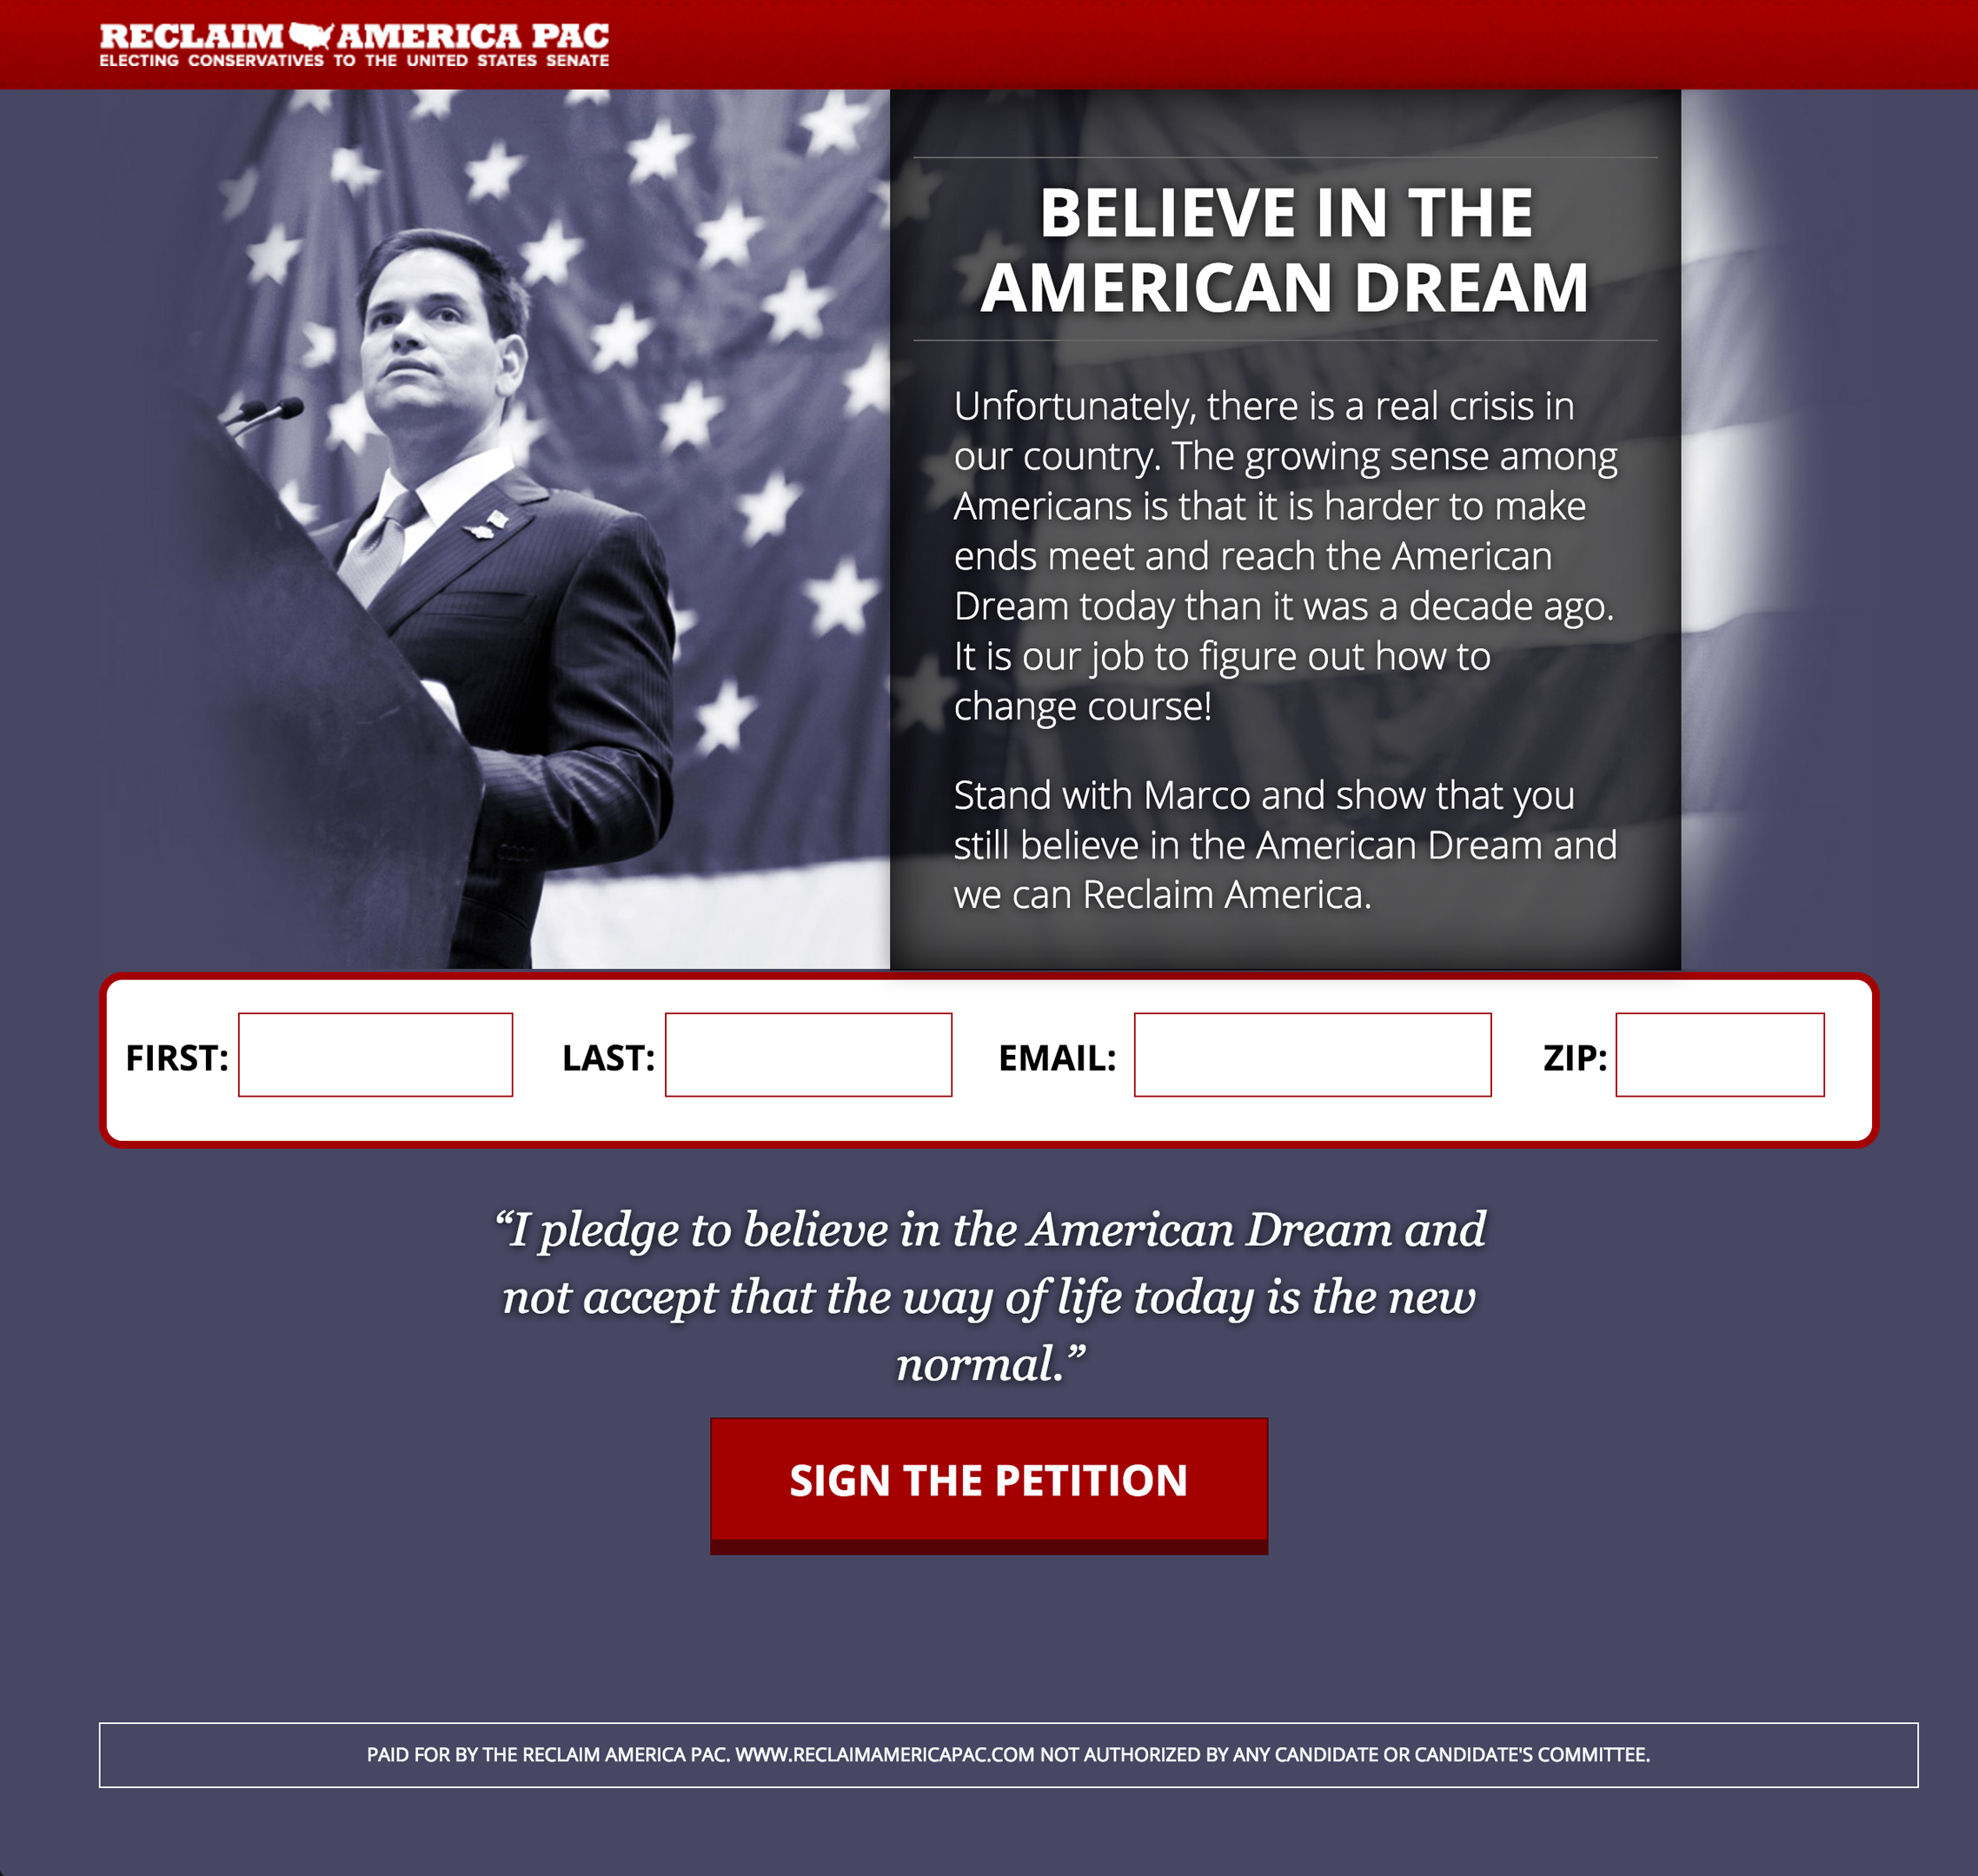 RECLAIM AMERICA PAC
ELECTING CONSERVATIVES TO THE UNITED STATES SENATE
BELIEVE IN THE
AMERICAN DREAM
Unfortunately, there is a real crisis in
our country. The growing sense among
Americans is that it is harder to make
ends meet and reach the American
Dream today than it was a decade ago.
It is our job to figure out how to
change course!
Stand with Marco and show that you
still believe in the American Dream and
we can Reclaim America.
FIRST: LAST: EMAIL: ZIP:
“I pledge to believe in the American Dream and
not accept that the way of life today is the new
normal.”
SIGN THE PETITION
PAID FOR BY THE RECLAIM AMERICA PAC. WWW.RECLAIMAMERICAPAC.COM NOT AUTHORIZED BY ANY CANDIDATE OR CANDIDATE'S COMMITTEE.